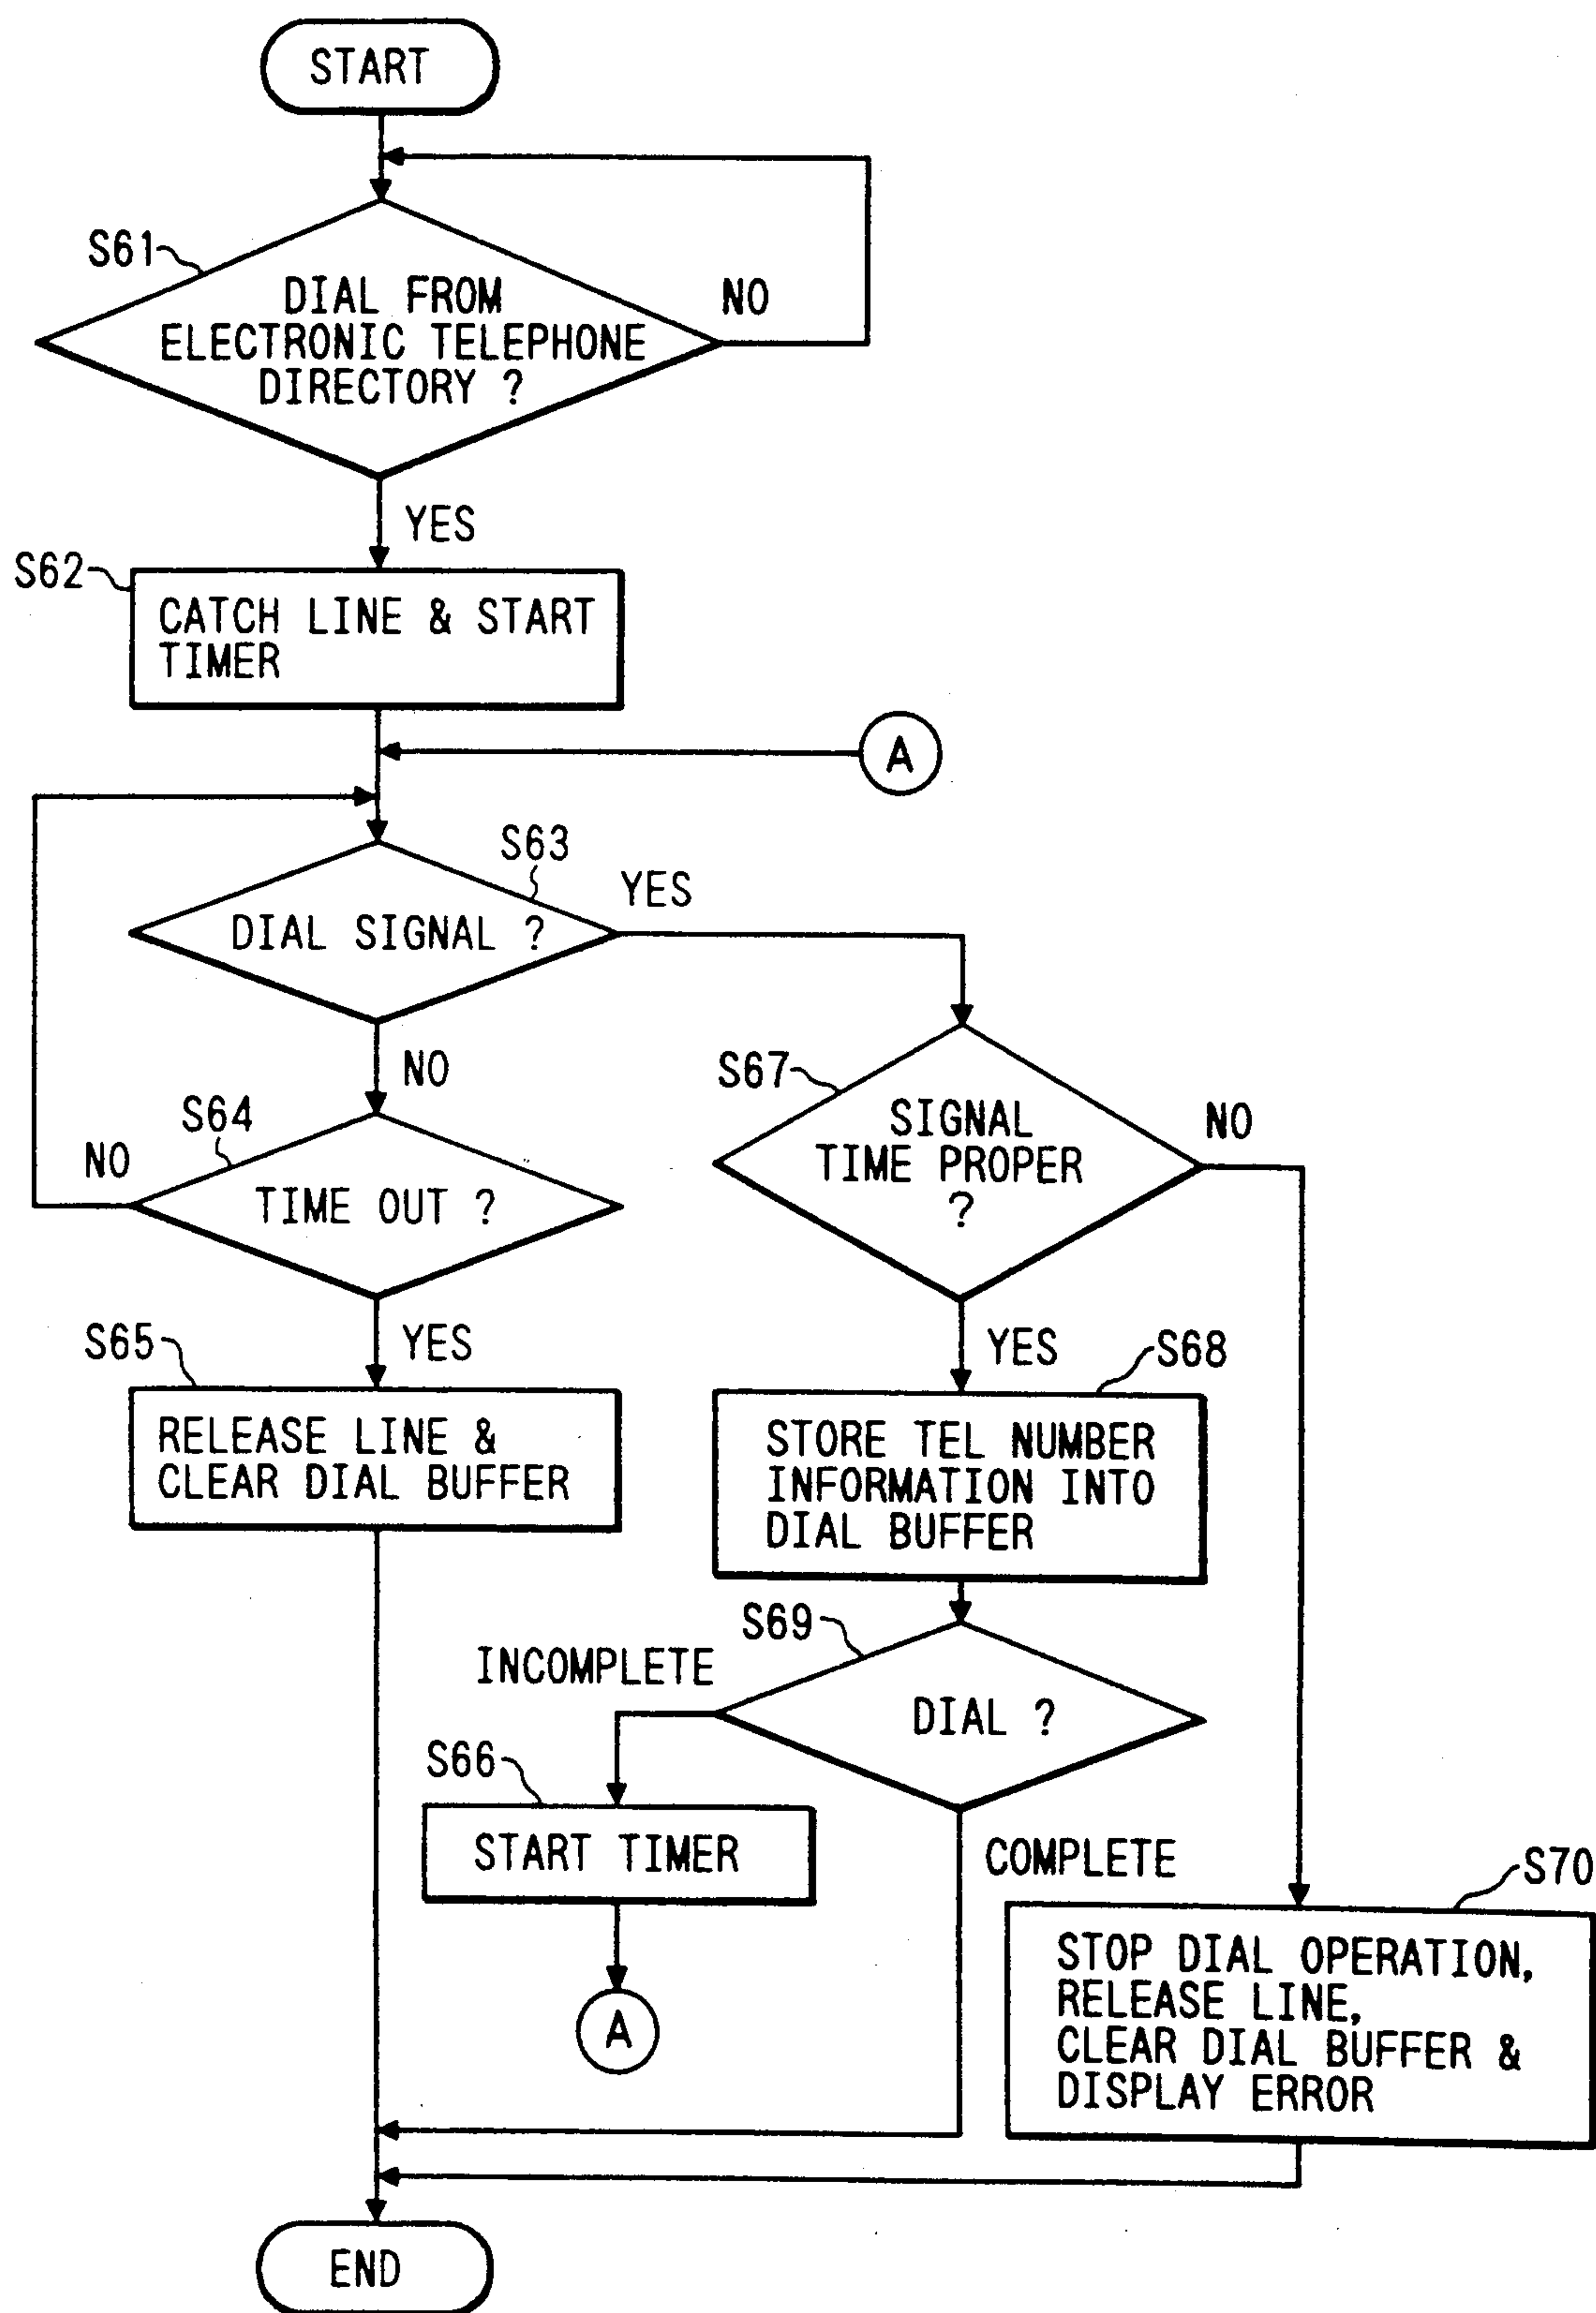 START
S61
DIAL FROM
ELECTRONIC TELEPHONE
DIRECTORY ?
NO
YES
S62
CATCH LINE & START
TIMER
A
S63
DIAL SIGNAL ?
YES
NO
S64
TIME OUT ?
NO
YES
S67
SIGNAL
TIME PROPER
?
NO
YES
S65
RELEASE LINE &
CLEAR DIAL BUFFER
S68
STORE TEL NUMBER
INFORMATION INTO
DIAL BUFFER
S69
DIAL ?
INCOMPLETE
COMPLETE
S66
START TIMER
A
S70
STOP DIAL OPERATION,
RELEASE LINE,
CLEAR DIAL BUFFER &
DISPLAY ERROR
END